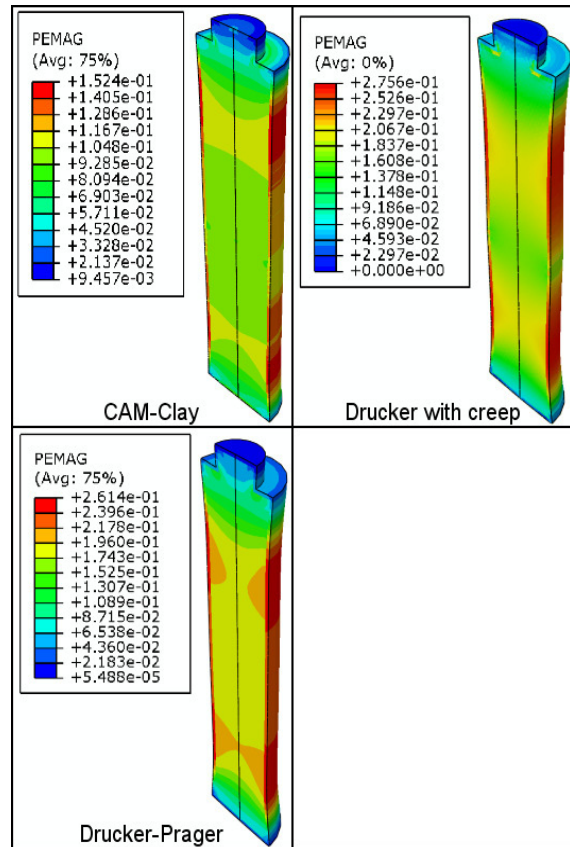 PEMAG
(Avg: 75%)
+1.524e-01
+1.405e-01
+1.286e-01
+1.167e-01
+1.048e-01
+9.285e-02
+8.094e-02
+6.903e-02
+5.711e-02
+4.520e-02
+3.328e-02
+2.137e-02
+9.457e-03
CAM-Clay
PEMAG
(Avg: 0%)
+2.756e-01
+2.526e-01
+2.297e-01
+2.067e-01
+1.837e-01
+1.608e-01
+1.378e-01
+1.148e-01
+9.186e-02
+6.890e-02
+4.593e-02
+2.297e-02
+0.000e+00
Drucker with creep
PEMAG
(Avg: 75%)
+2.614e-01
+2.396e-01
+2.178e-01
+1.960e-01
+1.743e-01
+1.525e-01
+1.307e-01
+1.089e-01
+8.715e-02
+6.538e-02
+4.360e-02
+2.183e-02
+5.488e-05
Drucker-Prager